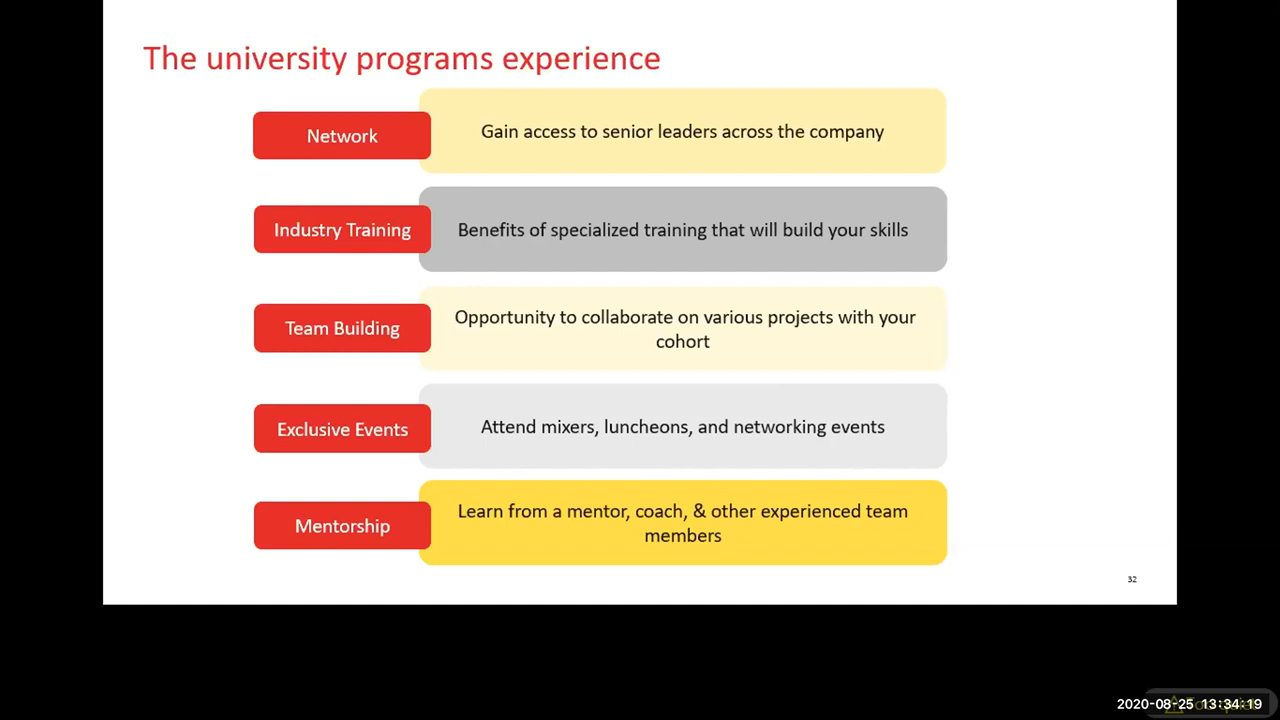 The university programs experience
Network
Gain access to senior leaders across the company
Industry Training
Benefits of specialized training that will build your skills
Team Building
Opportunity to collaborate on various projects with your
cohort
Exclusive Events
Attend mixers, luncheons, and networking events
Mentorship
Learn from a mentor, coach, & other experienced team
members
32
2020-08-25 13:34:19